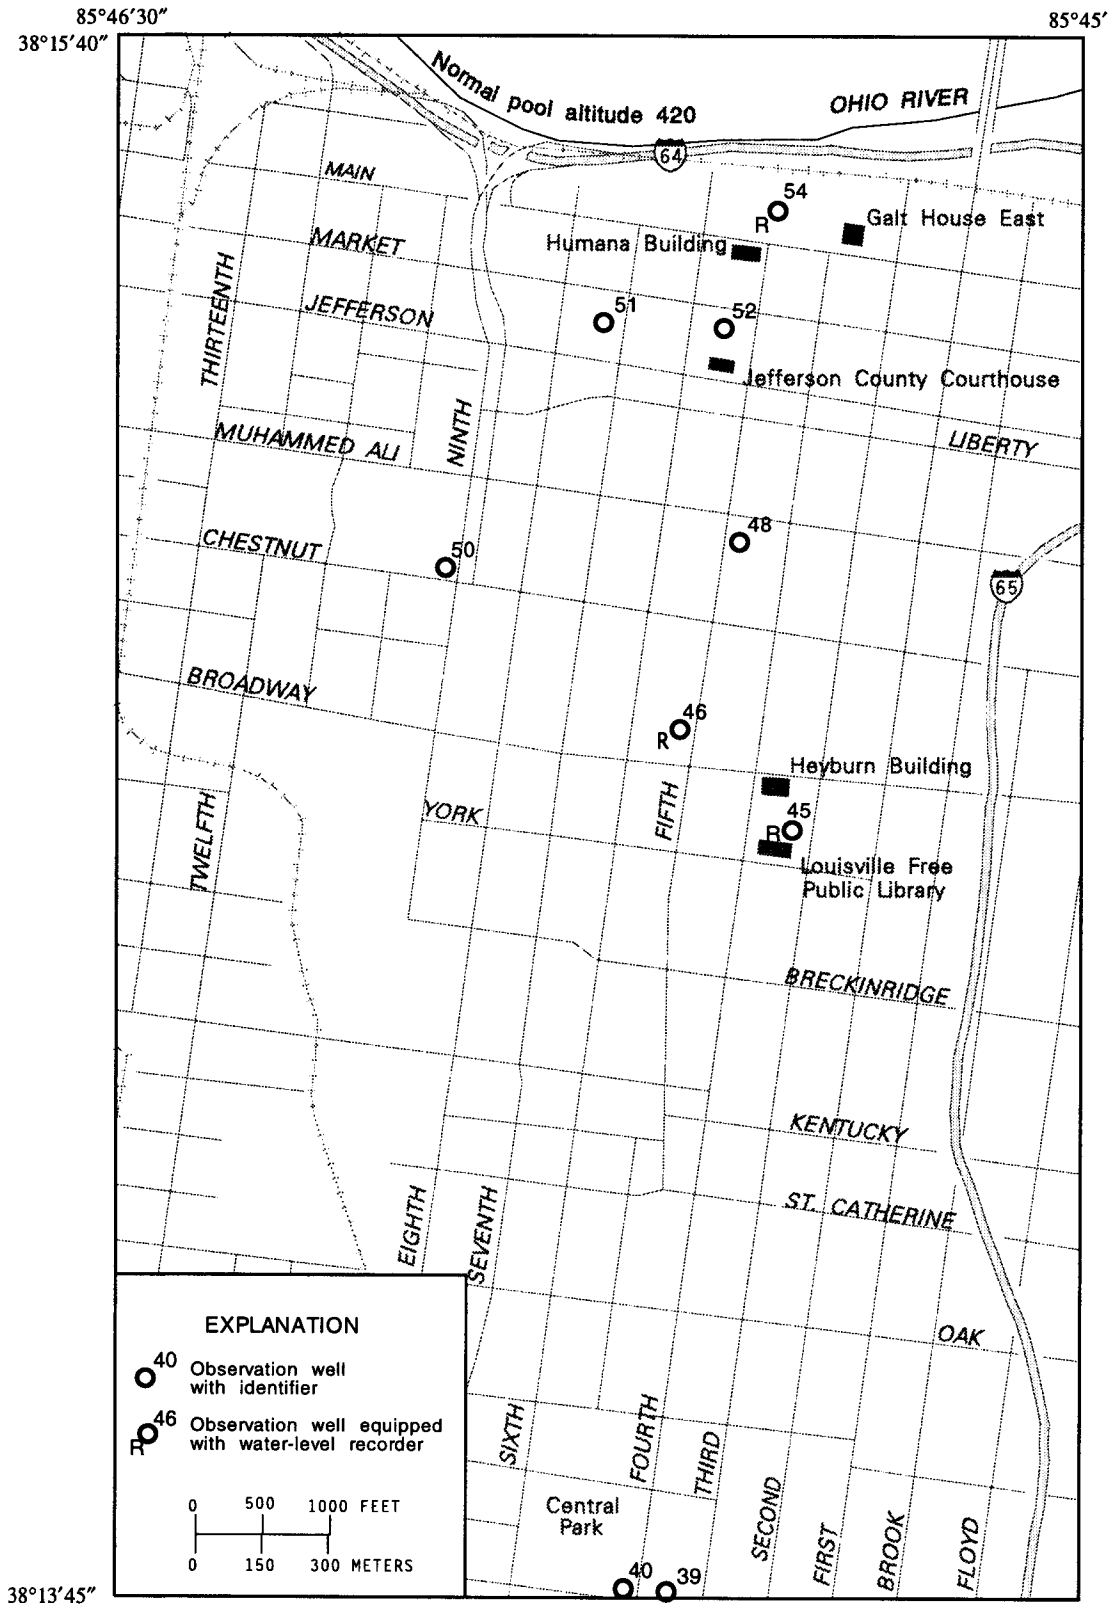 85°46'30"
85°45'
38°15'40"
Normal pool altitude 420
OHIO RIVER
64
MAIN
54
R
Galt House East
Humana Building
MARKET
THIRTEENTH
JEFFERSON
51
52
Jefferson County Courthouse
NINTH
MUHAMMED ALI
LIBERTY
48
CHESTNUT
50
65
BROADWAY
46
R
Heyburn Building
FIFTH
YORK
TWELFTH
45
R
Louisville Free
Public Library
BRECKINRIDGE
KENTUCKY
ST. CATHERINE
EIGHTH
SEVENTH
OAK
EXPLANATION
40 Observation well
with identifier
46 Observation well equipped
R with water-level recorder
0 500 1000 FEET
0 150 300 METERS
SIXTH
FOURTH
THIRD
SECOND
FIRST
BROOK
FLOYD
Central
Park
40
39
38°13'45"